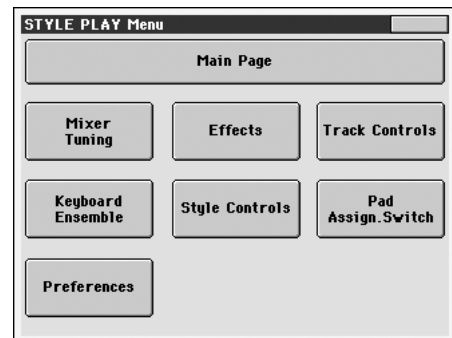 STYLE PLAY Menu
Main Page
Mixer
Tuning
Effects
Track Controls
Keyboard
Ensemble
Style Controls
Pad
Assign.Switch
Preferences